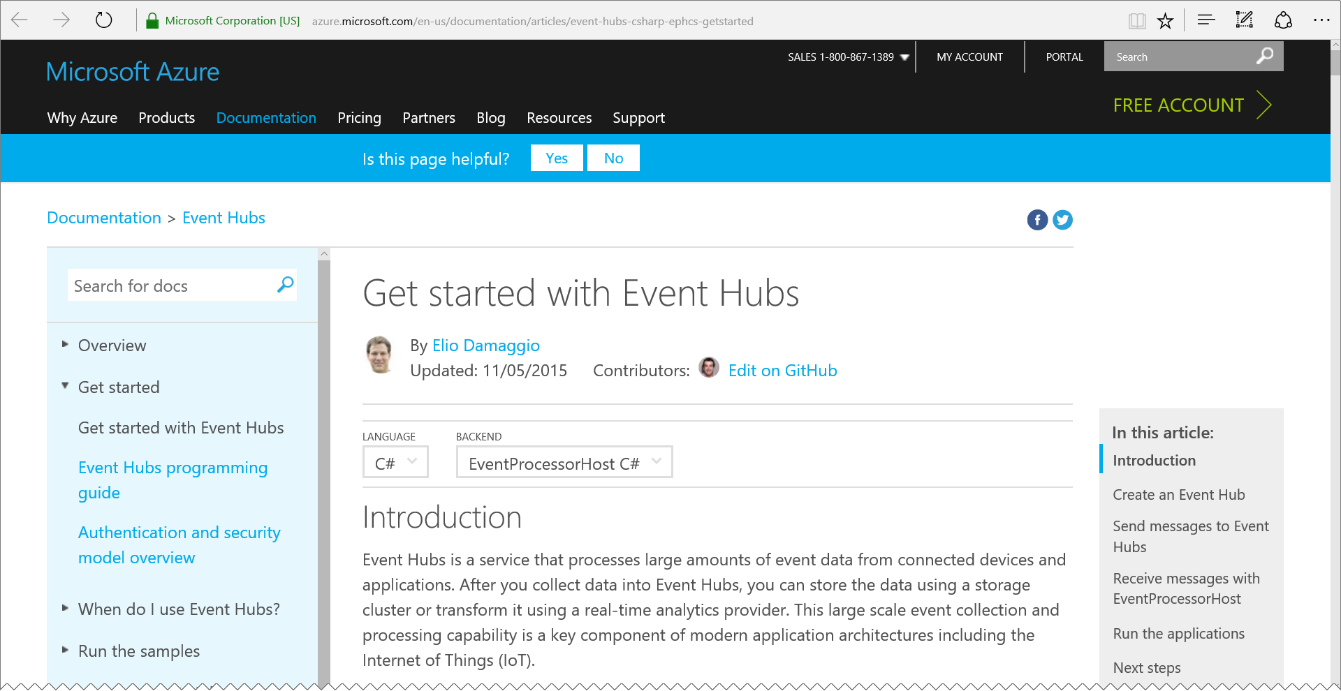 Microsoft Corporation [US] azure.microsoft.com/en-us/documentation/articles/event-hubs-csharp-ephcs-getstarted
SALES 1-800-867-1389 MY ACCOUNT PORTAL Search
Microsoft Azure
FREE ACCOUNT
Why Azure Products Documentation Pricing Partners Blog Resources Support
Is this page helpful? Yes No
Documentation > Event Hubs
Search for docs
Overview
Get started
Get started with Event Hubs
Event Hubs programming
guide
Authentication and security
model overview
When do I use Event Hubs?
Run the samples
Get started with Event Hubs
By Elio Damaggio
Updated: 11/05/2015 Contributors: Edit on GitHub
LANGUAGE BACKEND
C# EventProcessorHost C#
Introduction
Event Hubs is a service that processes large amounts of event data from connected devices and
applications. After you collect data into Event Hubs, you can store the data using a storage
cluster or transform it using a real-time analytics provider. This large scale event collection and
processing capability is a key component of modern application architectures including the
Internet of Things (IoT).
In this article:
Introduction
Create an Event Hub
Send messages to Event
Hubs
Receive messages with
EventProcessorHost
Run the applications
Next steps